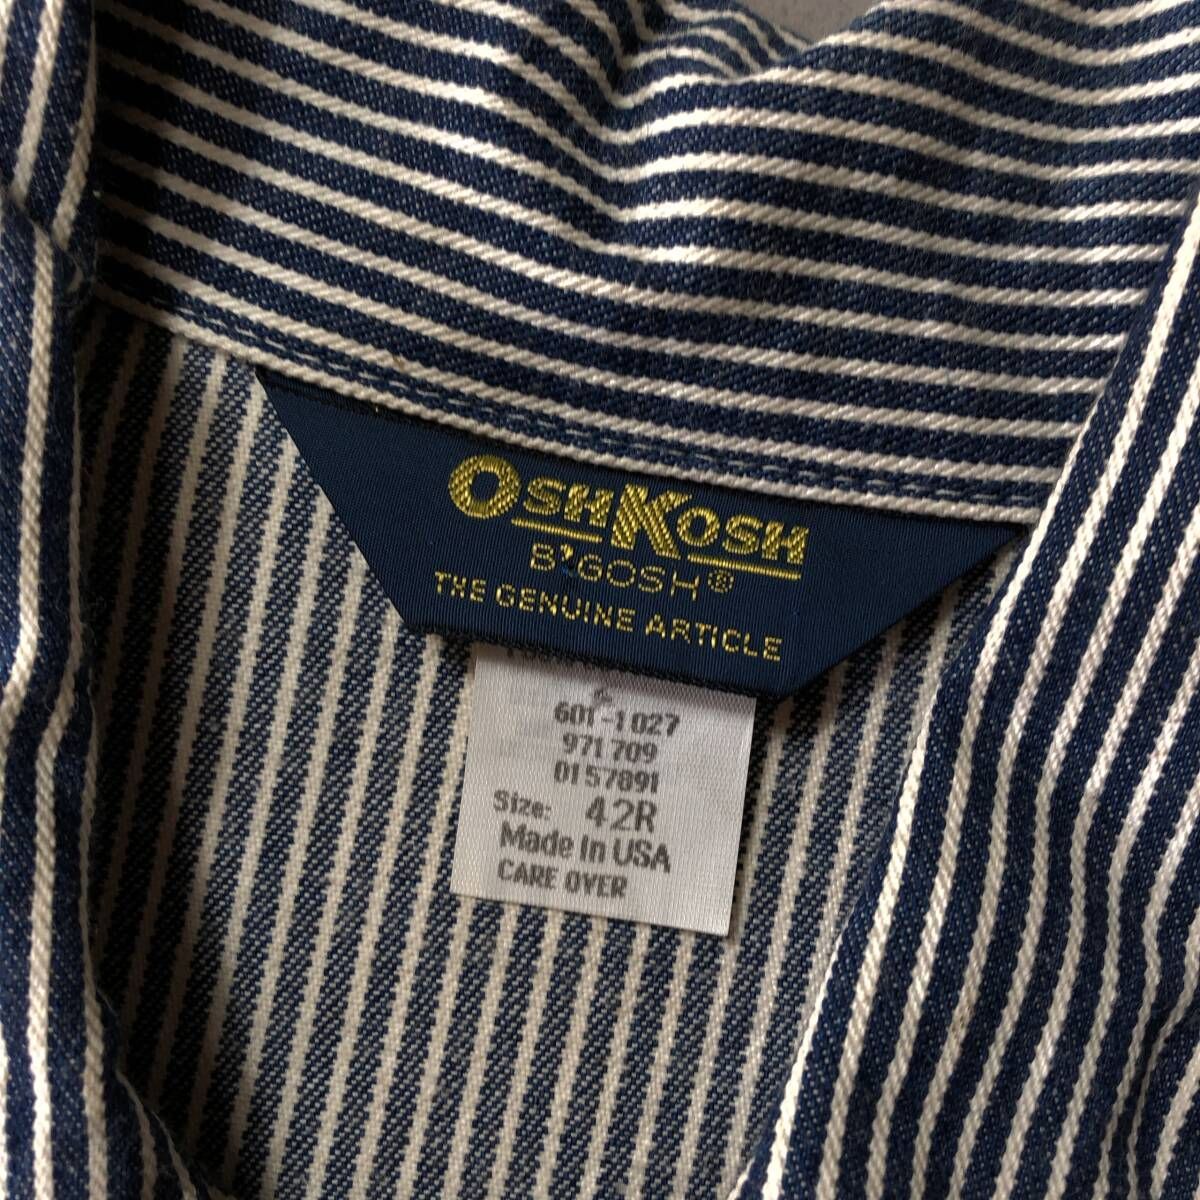 OSHKOSH
B'GOSH®
THE GENUINE ARTICLE
601-1027
971709
0157891
Size: 42R
Made In USA
CARE OVER